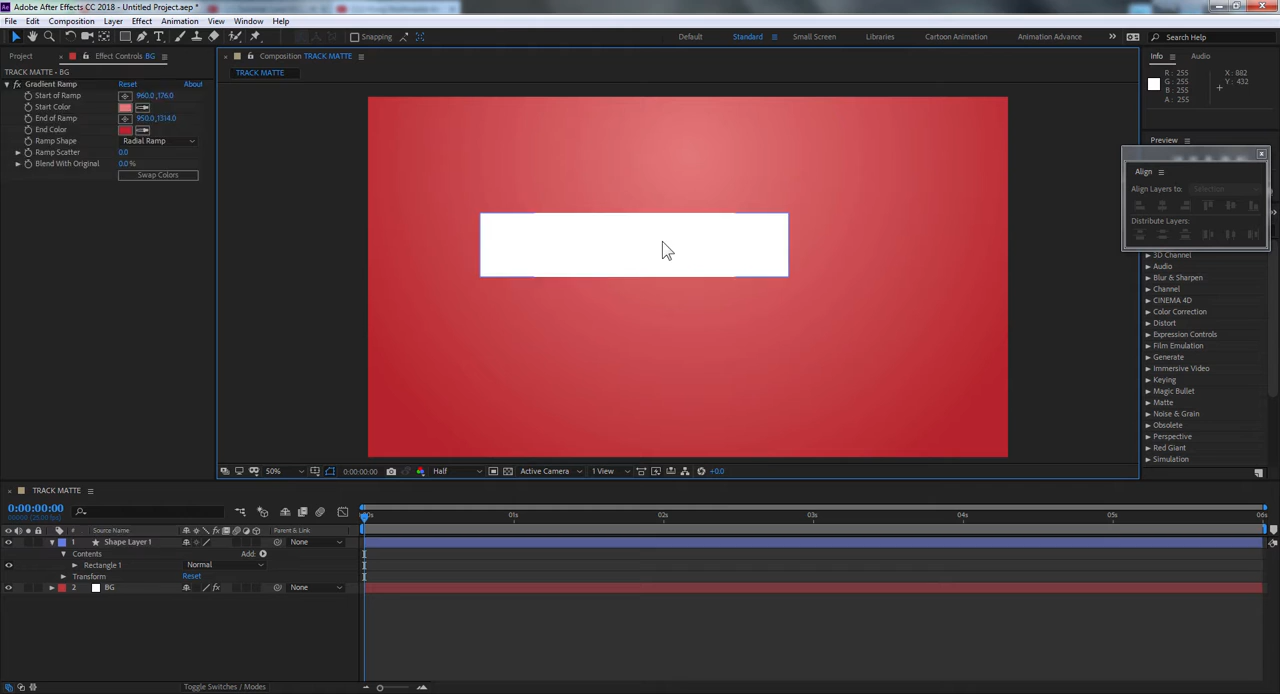 Adobe After Effects CC 2018 - Untitled Project.aep *
File Edit Composition Layer Effect Animation View Window Help
Snapping
Default Standard Small Screen Libraries Cartoon Animation Animation Advance Search Help
Project Effect Controls BG
TRACK MATTE • BG
Gradient Ramp Reset About
Start of Ramp 960.0,176.0
Start Color
End of Ramp 950.0,1314.0
End Color
Ramp Shape Radial Ramp
Ramp Scatter 0.0
Blend With Original 0.0 %
Swap Colors
Composition TRACK MATTE
TRACK MATTE
Info Audio
R : 255
G : 255
B : 255
A : 255
X : 882
Y : 432
Preview
Align
Align Layers to: Selection
Distribute Layers:
3D Channel
Audio
Blur & Sharpen
Channel
CINEMA 4D
Color Correction
Distort
Expression Controls
Film Emulation
Generate
Immersive Video
Keying
Magic Bullet
Matte
Noise & Grain
Obsolete
Perspective
Red Giant
Simulation
50% 0:00:00:00 Half Active Camera 1 View +0.0
TRACK MATTE
0:00:00:00
00000 (25.00 fps)
01s 02s 03s 04s 05s 06s
# Source Name Parent & Link
1 Shape Layer 1 None
Contents Add:
Rectangle 1 Normal
Transform Reset
2 BG None
Toggle Switches / Modes